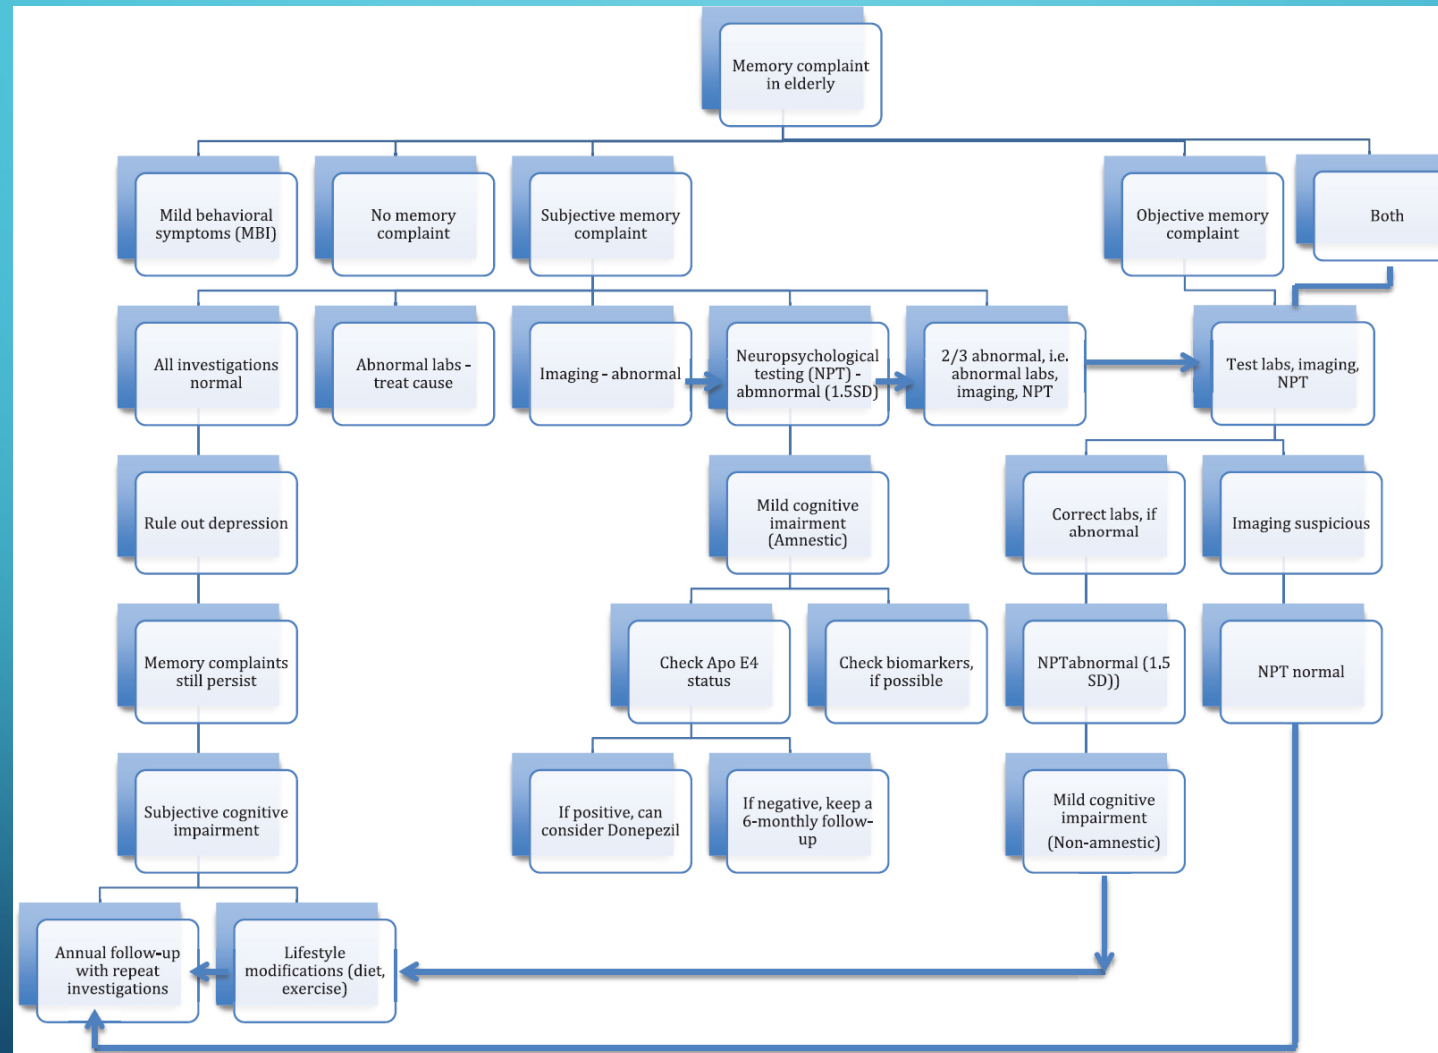 Memory complaint
in elderly
Mild behavioral
symptoms (MBI)
No memory
complaint
Subjective memory
complaint
Objective memory
complaint
Both
All investigations
normal
Abnormal labs -
treat cause
Imaging - abnormal
Neuropsychological
testing (NPT) -
abmnormal (1.5SD)
2/3 abnormal, i.e.
abnormal labs,
imaging, NPT
Test labs, imaging,
NPT
Rule out depression
Mild cognitive
imairment
(Amnestic)
Correct labs, if
abnormal
Imaging suspicious
Memory complaints
still persist
Check Apo E4
status
Check biomarkers,
if possible
NPTabnormal (1.5
SD))
NPT normal
Subjective cognitive
impairment
If positive, can
consider Donepezil
If negative, keep a
6-monthly follow-
up
Mild cognitive
impairment
(Non-amnestic)
Annual follow-up
with repeat
investigations
Lifestyle
modifications (diet,
exercise)